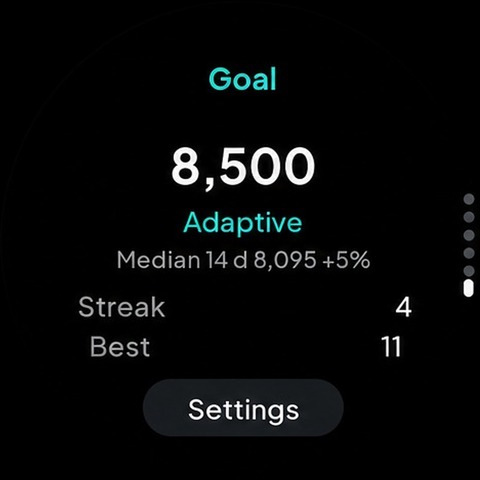 Goal
8,500
Adaptive
Median 14 d 8,095 +5%
Streak 4
Best 11
Settings